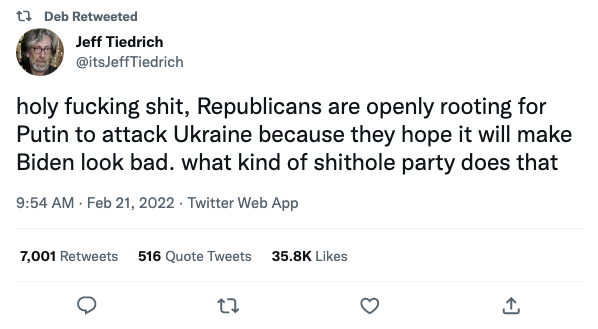 Deb Retweeted
Jeff Tiedrich
@itsJeffTiedrich
holy fucking shit, Republicans are openly rooting for
Putin to attack Ukraine because they hope it will make
Biden look bad. what kind of shithole party does that
9:54 AM · Feb 21, 2022 · Twitter Web App
7,001 Retweets 516 Quote Tweets 35.8K Likes